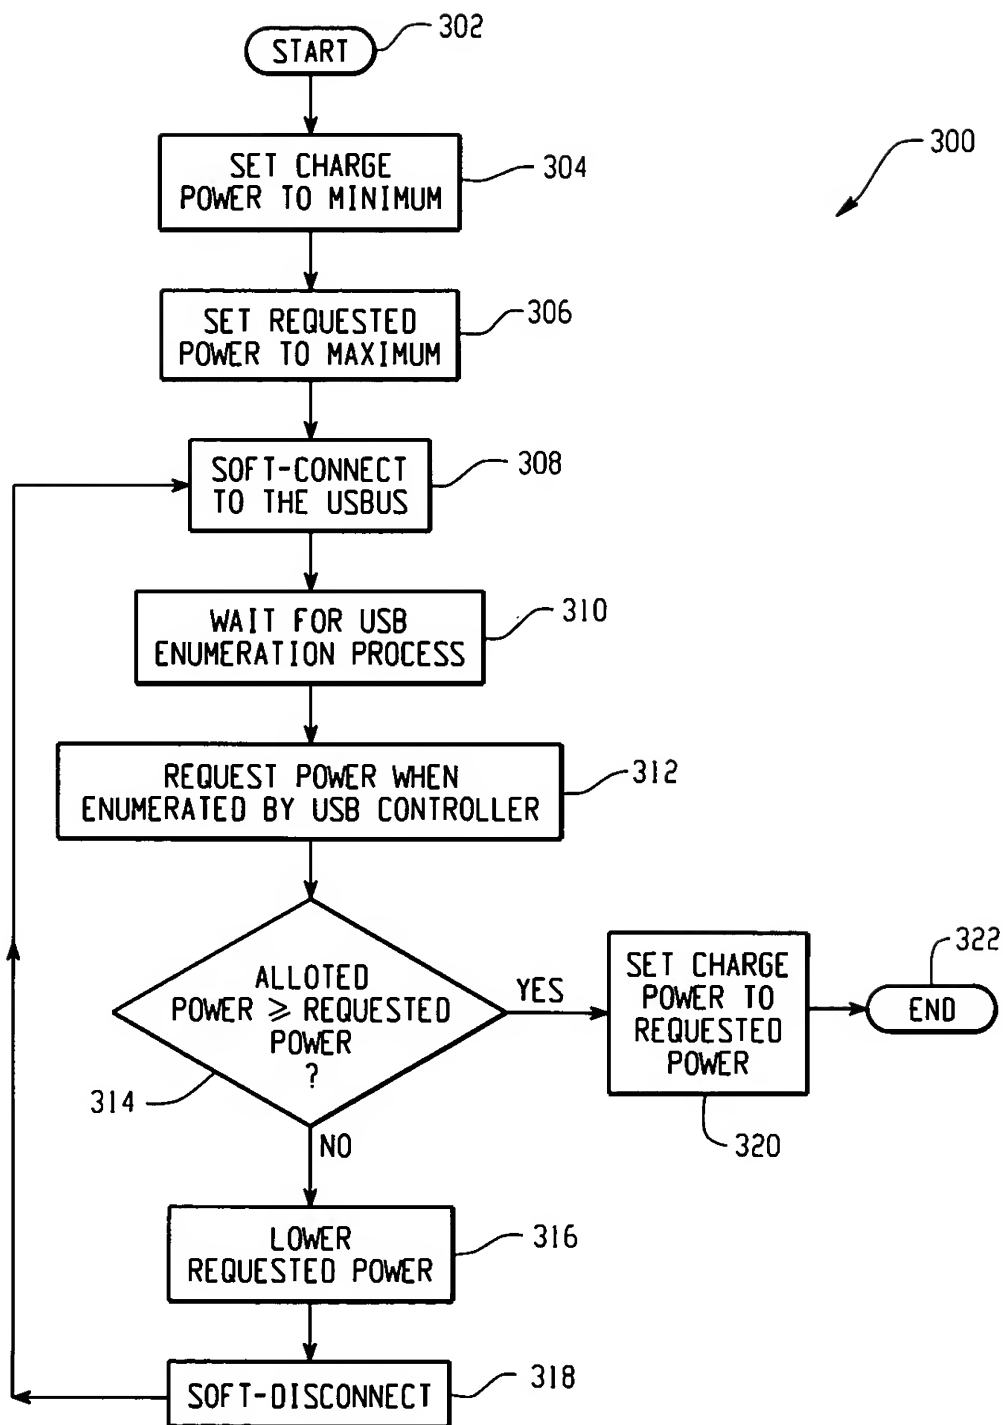 START
302
300
SET CHARGE
POWER TO MINIMUM
304
SET REQUESTED
POWER TO MAXIMUM
306
SOFT-CONNECT
TO THE USBUS
308
WAIT FOR USB
ENUMERATION PROCESS
310
REQUEST POWER WHEN
ENUMERATED BY USB CONTROLLER
312
ALLOTED
POWER ⩾ REQUESTED
POWER
?
314
YES
SET CHARGE
POWER TO
REQUESTED
POWER
320
END
322
NO
LOWER
REQUESTED POWER
316
SOFT-DISCONNECT
318